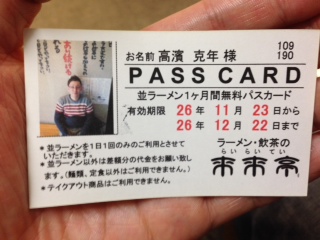 お名前 高濱 克年 様
109
190
PASS CARD
並ラーメン1ヶ月間無料パスカード
有効期限 26 年 11 月 23 日から
26 年 12 月 22 日まで
＊並ラーメンを1日1回のみのご利用とさせて
いただきます。
＊並ラーメン以外は差額分の代金をお願い致し
ます。(麺類、定食以外はご利用できません。)
＊テイクアウト商品はご利用できません。
ラーメン・飲茶の
らいらいてい
来来亭